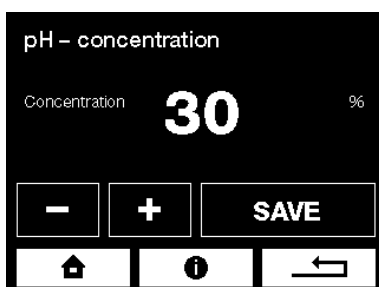 pH – concentration
Concentration 30 %
− + SAVE